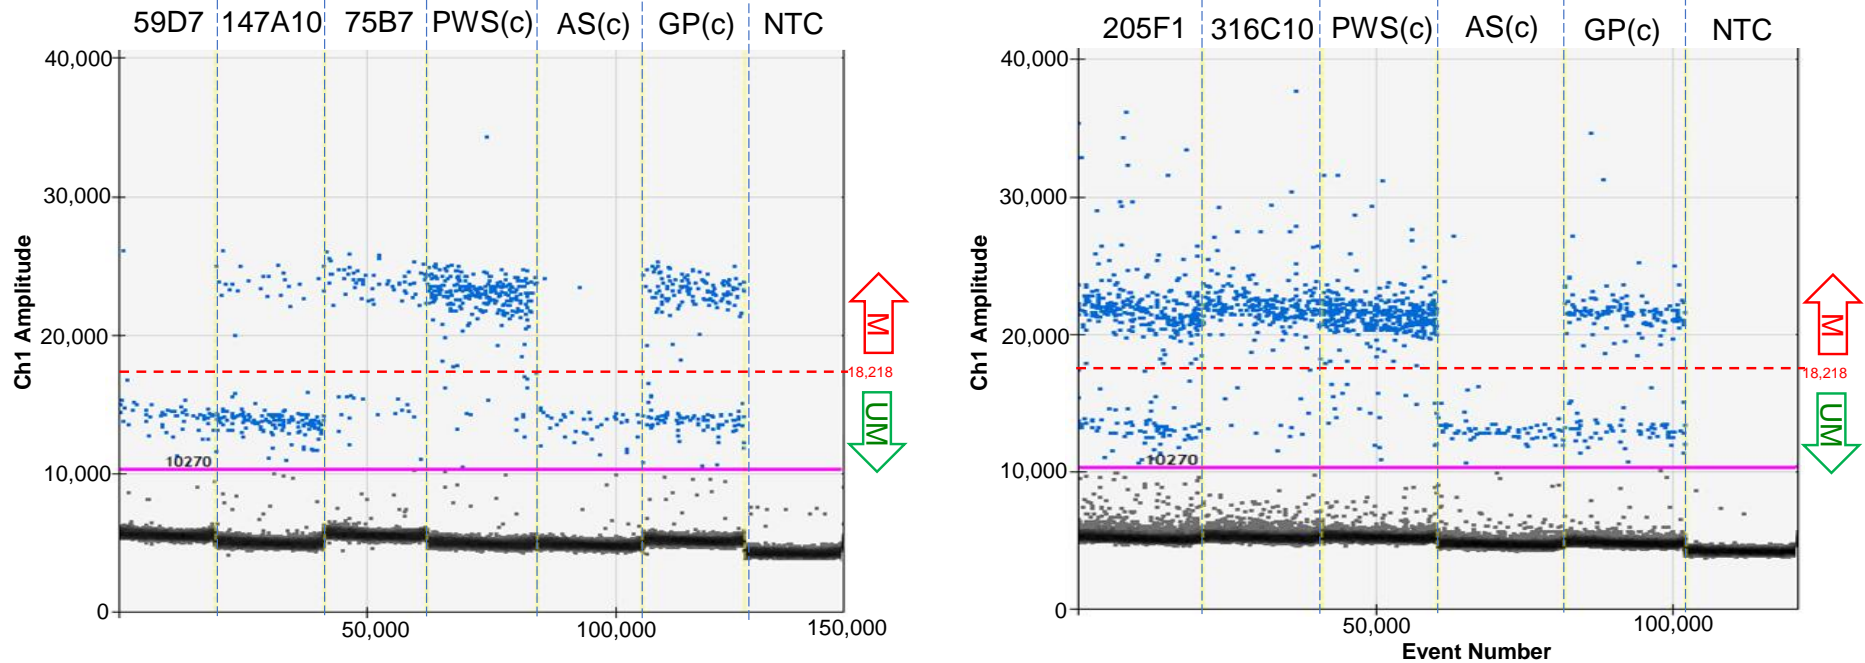 59D7 147A10 75B7 PWS(c) AS(c) GP(c) NTC
40,000
30,000
20,000
10,000
0
Ch1 Amplitude
10270
18,218
M
UM
50,000 100,000 150,000
205F1 316C10 PWS(c) AS(c) GP(c) NTC
40,000
30,000
20,000
10,000
0
Ch1 Amplitude
10270
18,218
M
UM
50,000 100,000
Event Number